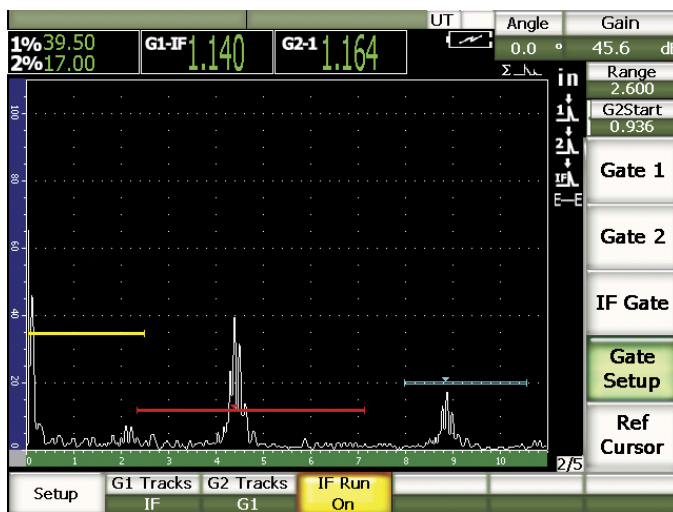 UT Angle Gain
1%39.50 G1-IF 1.140 G2-1 1.164 0.0 ° 45.6 dB
2%17.00
in Range
2.600
G2Start
0.936
1
2
IF
E—E
Gate 1
Gate 2
IF Gate
Gate
Setup
Ref
Cursor
100
80
60
40
20
0
0 1 2 3 4 5 6 7 8 9 10
2/5
Setup G1 Tracks G2 Tracks IF Run
IF G1 On